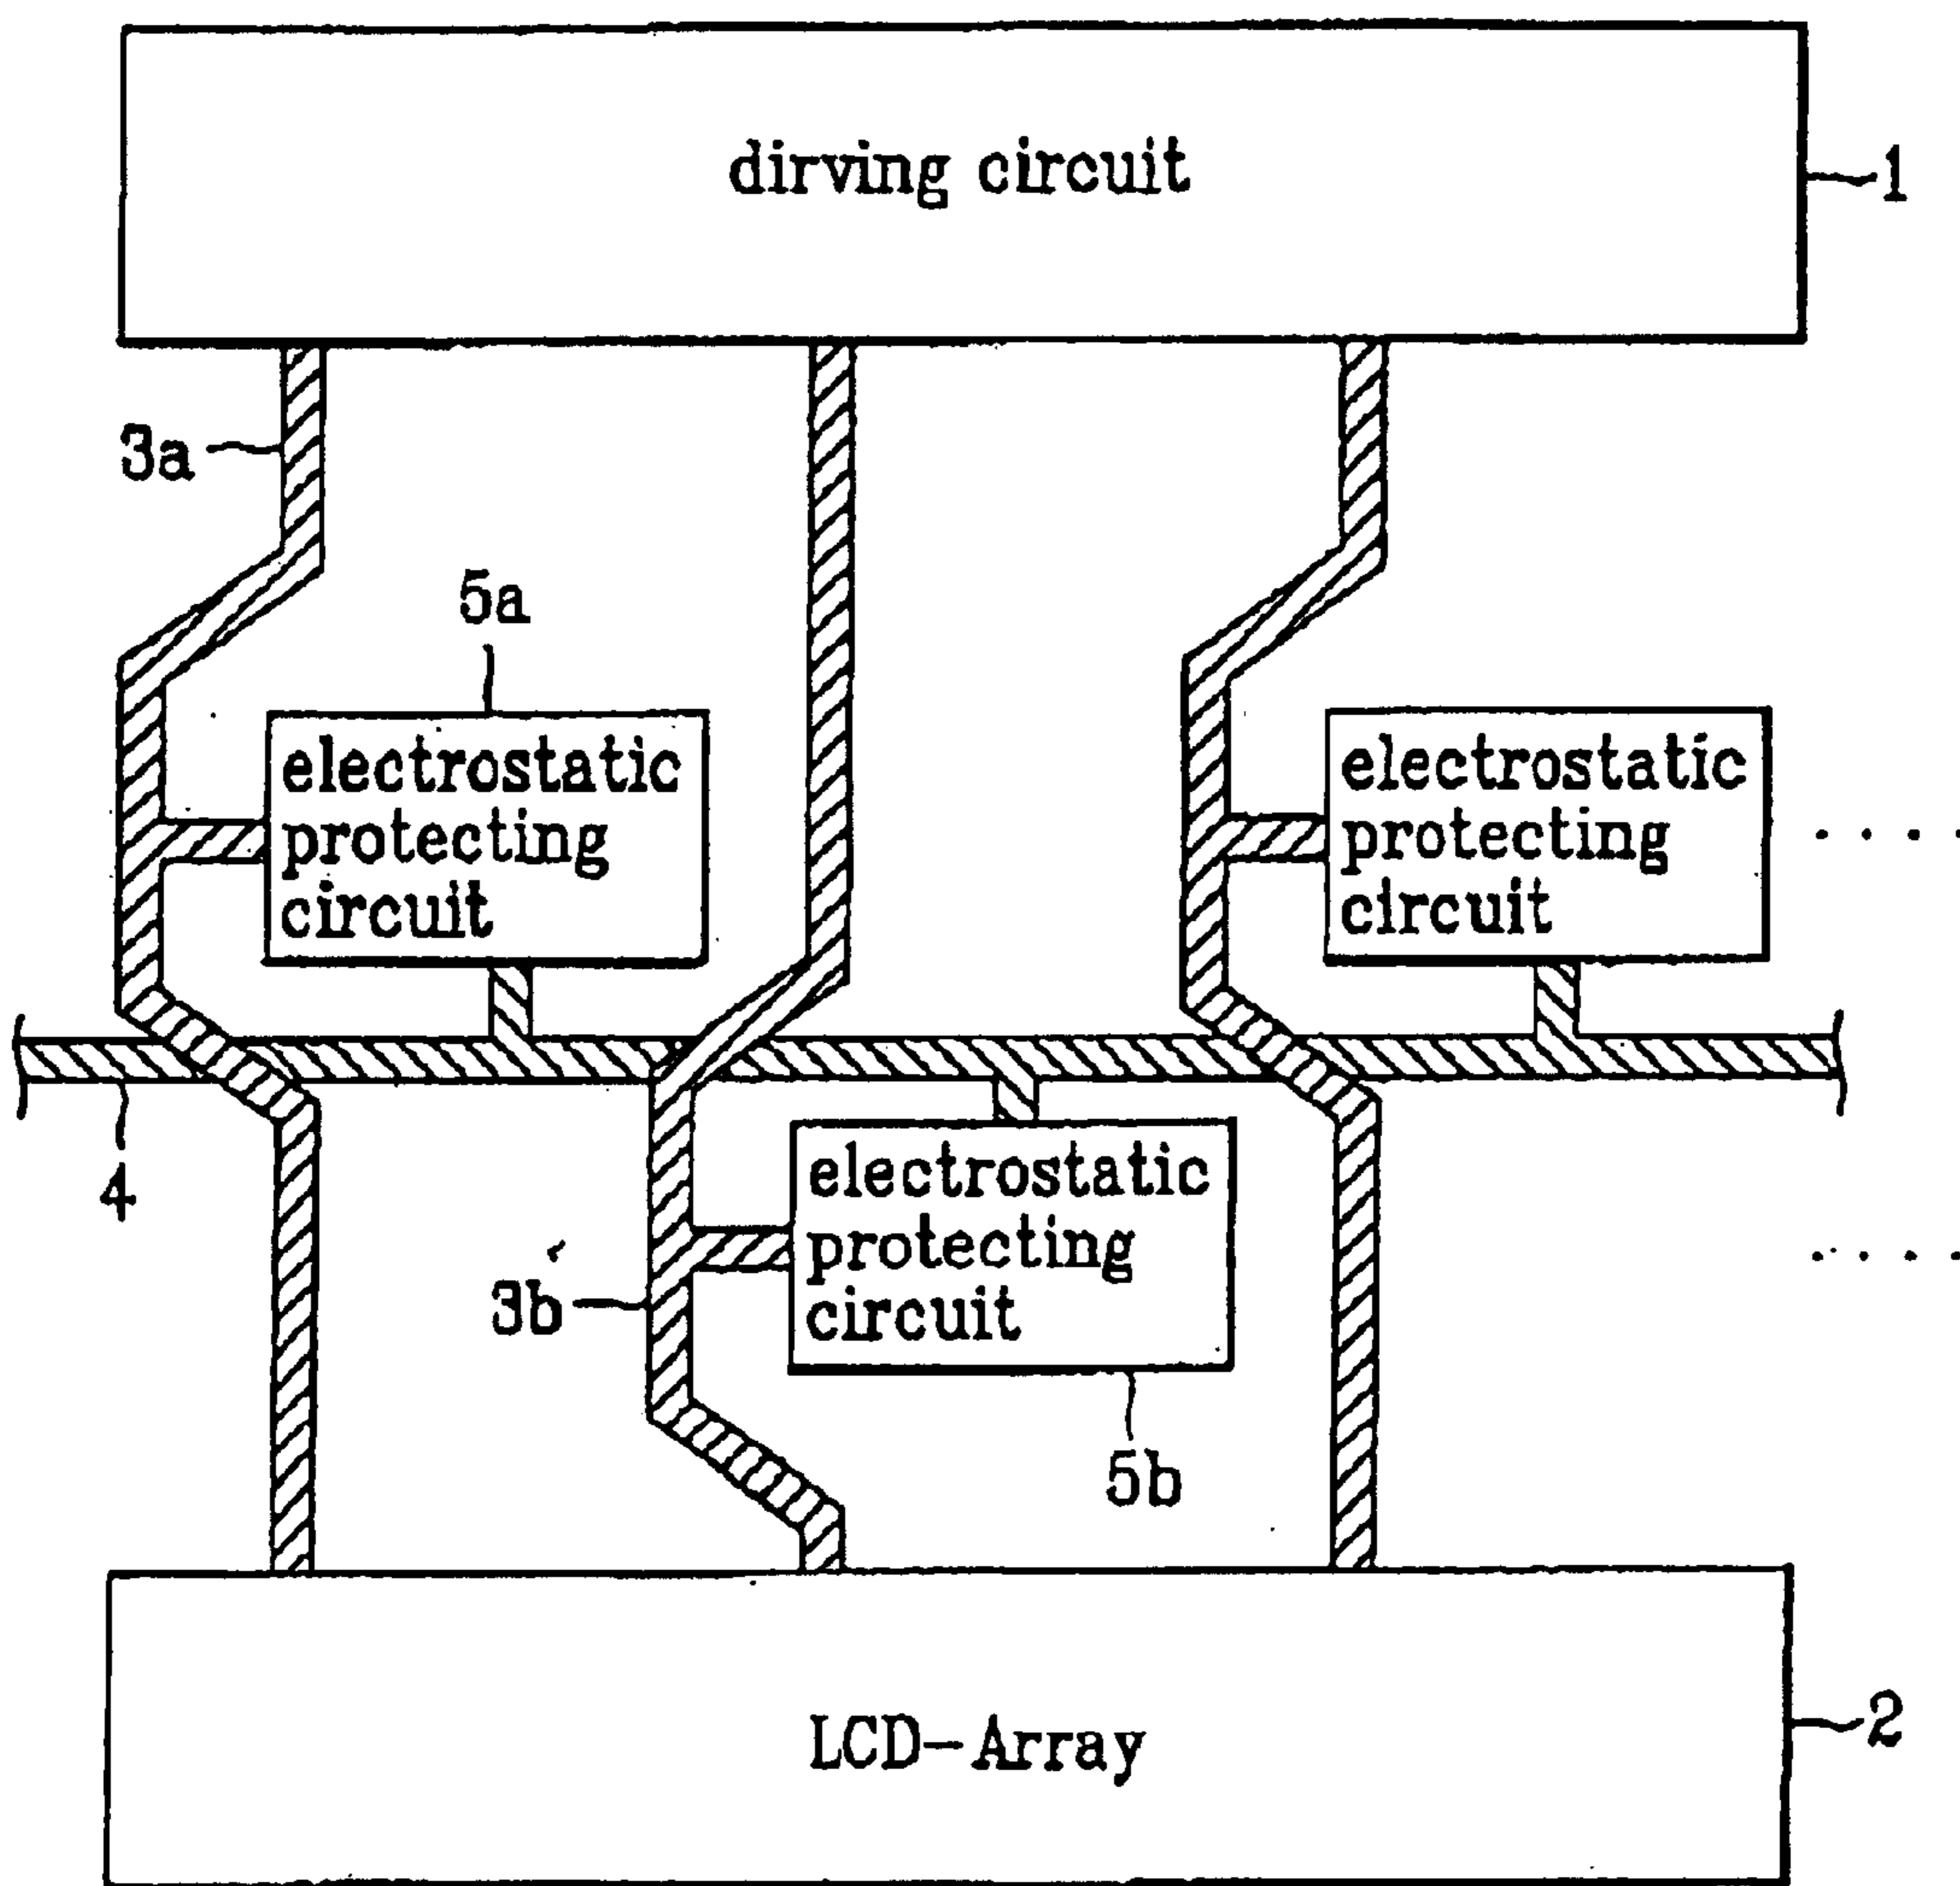 dirving circuit
1
3a
5a
electrostatic
protecting
circuit
electrostatic
protecting
circuit
. . . .
4
3b
electrostatic
protecting
circuit
. . . .
5b
LCD-Array
2